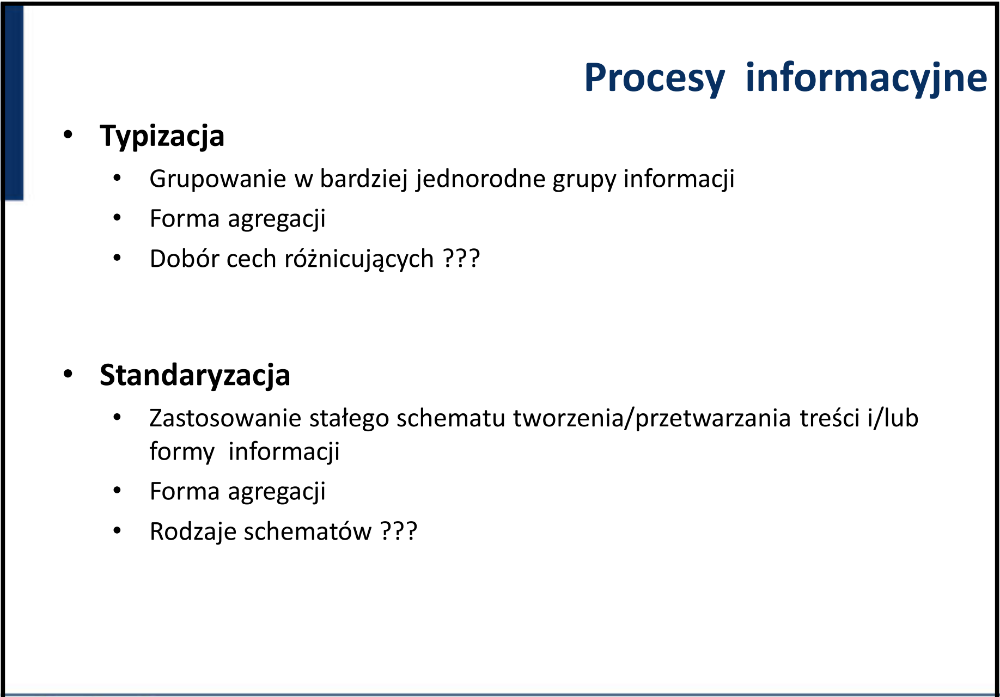 Procesy  informacyjne
• Typizacja
• Grupowanie w bardziej jednorodne grupy informacji
• Forma agregacji
• Dobór cech różnicujących ???
• Standaryzacja
• Zastosowanie stałego schematu tworzenia/przetwarzania treści i/lub
formy  informacji
• Forma agregacji
• Rodzaje schematów ???